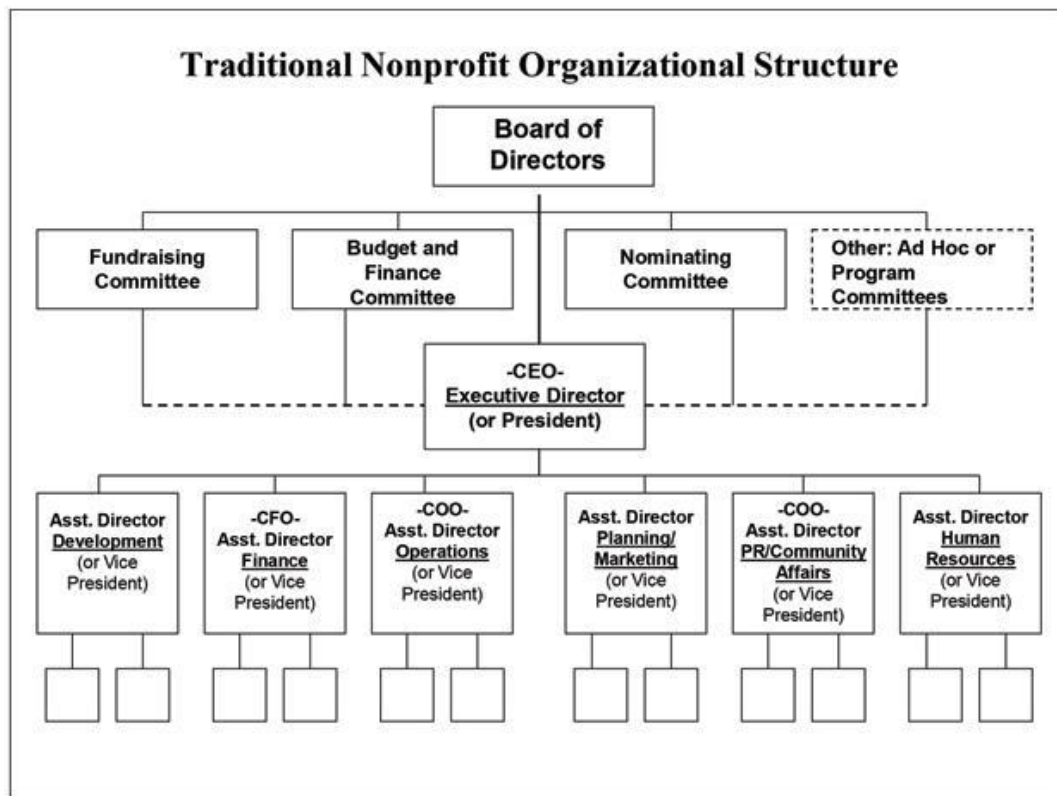 Traditional Nonprofit Organizational Structure
Board of
Directors
Fundraising
Committee
Budget and
Finance
Committee
Nominating
Committee
Other: Ad Hoc or
Program
Committees
-CEO-
Executive Director
(or President)
Asst. Director
Development
(or Vice
President)
-CFO-
Asst. Director
Finance
(or Vice
President)
-COO-
Asst. Director
Operations
(or Vice
President)
Asst. Director
Planning/
Marketing
(or Vice
President)
-COO-
Asst. Director
PR/Community
Affairs
(or Vice
President)
Asst. Director
Human
Resources
(or Vice
President)